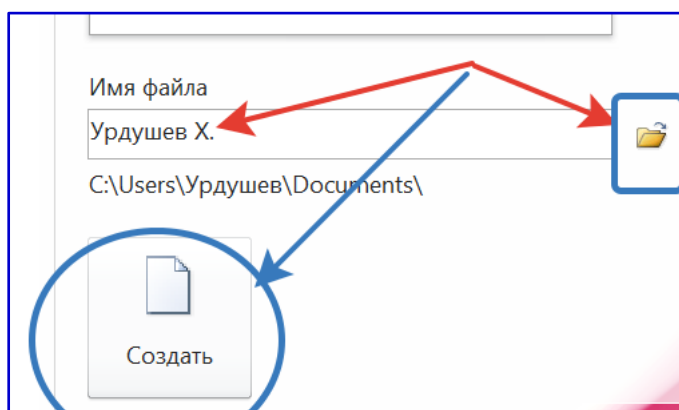 Имя файла
Урдушев Х.
C:\Users\Урдушев\Documents\
Создать